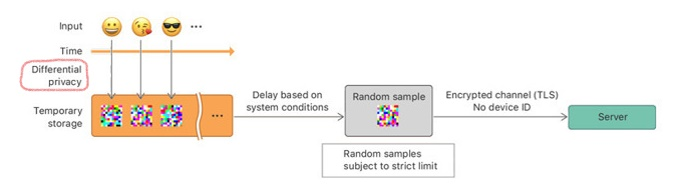 Input
Time
Differential
privacy
Temporary
storage
...
...
Delay based on
system conditions
Random sample
Encrypted channel (TLS)
No device ID
Server
Random samples
subject to strict limit